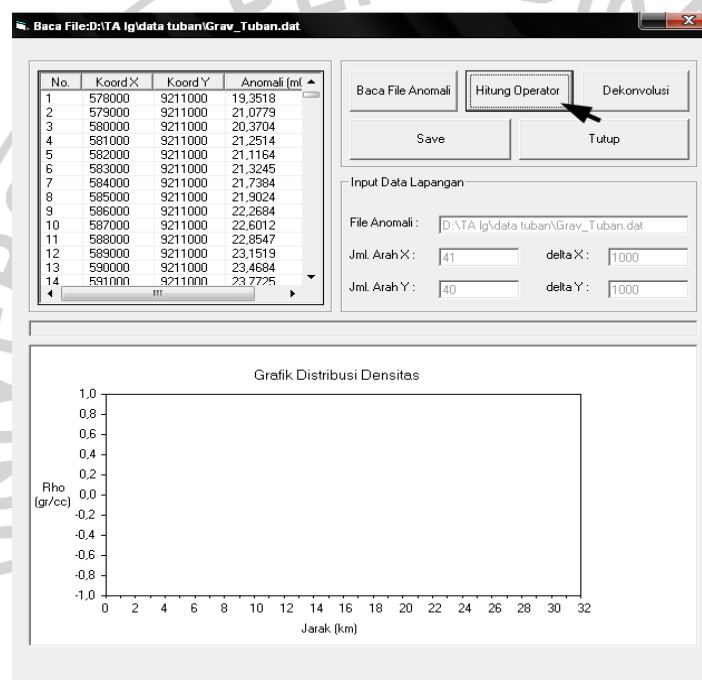 Baca File:D:\TA lg\data tuban\Grav_Tuban.dat
No. Koord X Koord Y Anomali (m(
1 578000 9211000 19,3518
2 579000 9211000 21,0779
3 580000 9211000 20,3704
4 581000 9211000 21,2514
5 582000 9211000 21,1164
6 583000 9211000 21,3245
7 584000 9211000 21,7384
8 585000 9211000 21,9024
9 586000 9211000 22,2684
10 587000 9211000 22,6012
11 588000 9211000 22,8547
12 589000 9211000 23,1519
13 590000 9211000 23,4684
14 591000 9211000 23,7725
Baca File Anomali Hitung Operator Dekonvolusi
Save Tutup
Input Data Lapangan
File Anomali : D:\TA lg\data tuban\Grav_Tuban.dat
Jml. Arah X : 41 delta X : 1000
Jml. Arah Y : 40 delta Y : 1000
Grafik Distribusi Densitas
1,0
0,8
0,6
0,4
0,2
Rho
(gr/cc)
0,0
-0,2
-0,4
-0,6
-0,8
-1,0
0 2 4 6 8 10 12 14 16 18 20 22 24 26 28 30 32
Jarak (km)